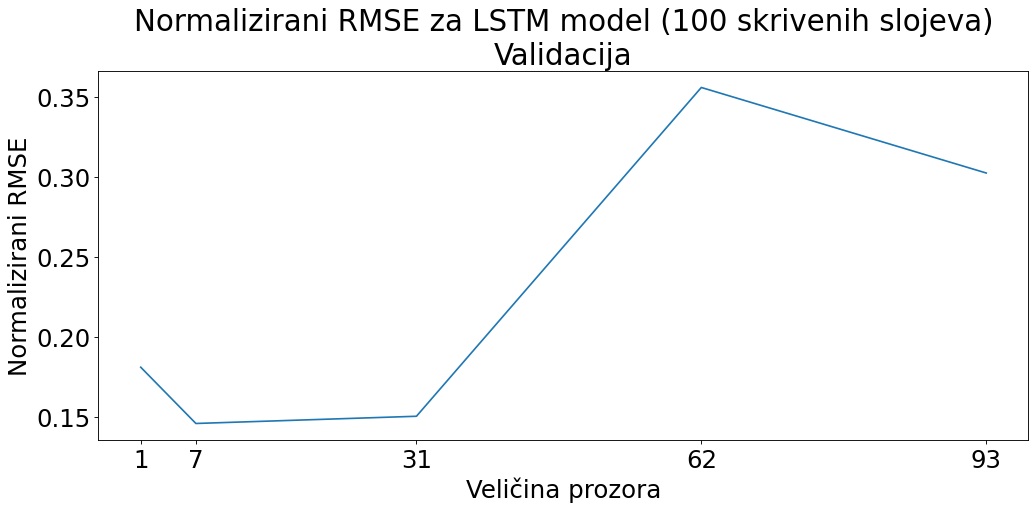 Normalizirani RMSE za LSTM model (100 skrivenih slojeva)
Validacija
Normalizirani RMSE
0.35
0.30
0.25
0.20
0.15
1 7 31 62 93
Veličina prozora